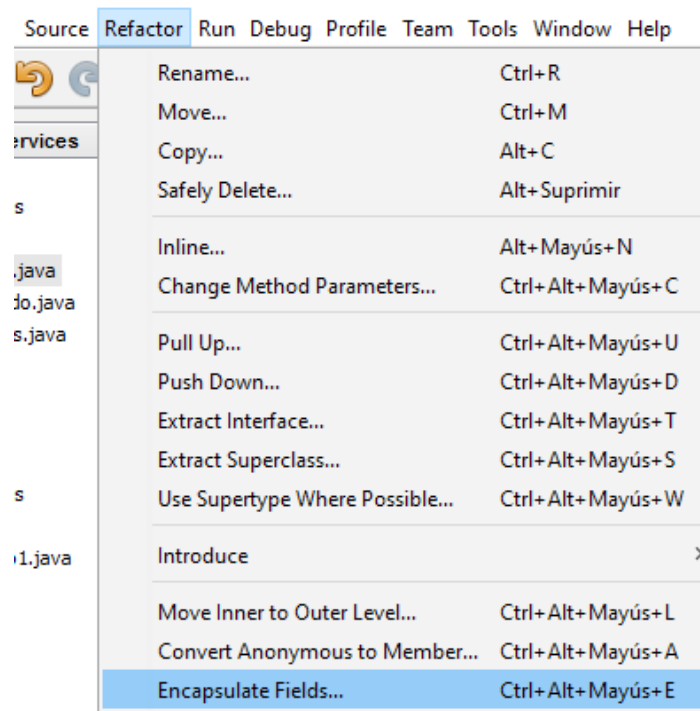 Source Refactor Run Debug Profile Team Tools Window Help
Rename... Ctrl+R
Move... Ctrl+M
ervices
Copy... Alt+C
Safely Delete... Alt+Suprimir
s
Inline... Alt+Mayús+N
.java
Change Method Parameters... Ctrl+Alt+Mayús+C
do.java
s.java
Pull Up... Ctrl+Alt+Mayús+U
Push Down... Ctrl+Alt+Mayús+D
Extract Interface... Ctrl+Alt+Mayús+T
Extract Superclass... Ctrl+Alt+Mayús+S
s
Use Supertype Where Possible... Ctrl+Alt+Mayús+W
1.java
Introduce
Move Inner to Outer Level... Ctrl+Alt+Mayús+L
Convert Anonymous to Member... Ctrl+Alt+Mayús+A
Encapsulate Fields... Ctrl+Alt+Mayús+E